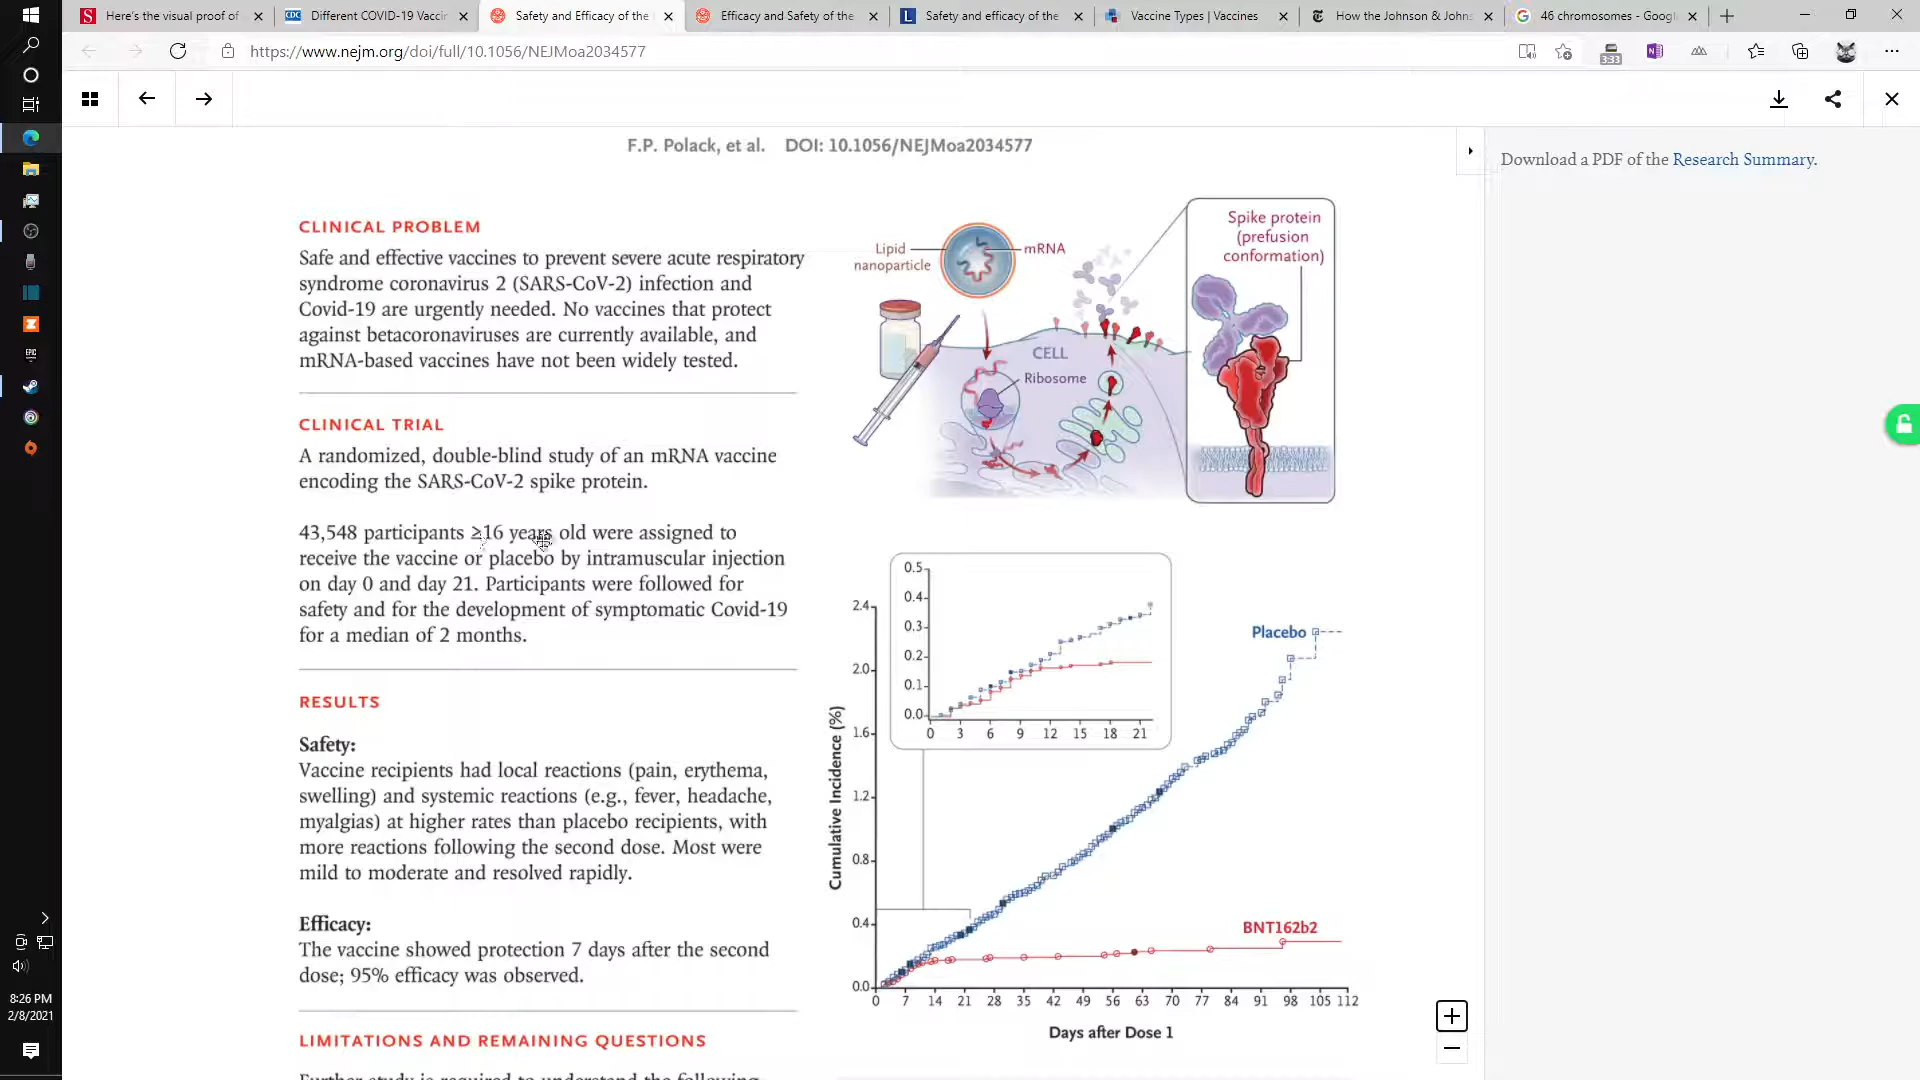 Here's the visual proof of
Different COVID-19 Vaccin
Safety and Efficacy of the
Efficacy and Safety of the
Safety and efficacy of the
Vaccine Types | Vaccines
How the Johnson & Johns
46 chromosomes - Googl
https://www.nejm.org/doi/full/10.1056/NEJMoa2034577
3:33
F.P. Polack, et al. DOI: 10.1056/NEJMoa2034577
Download a PDF of the Research Summary.
CLINICAL PROBLEM
Safe and effective vaccines to prevent severe acute respiratory
syndrome coronavirus 2 (SARS-CoV-2) infection and
Covid-19 are urgently needed. No vaccines that protect
against betacoronaviruses are currently available, and
mRNA-based vaccines have not been widely tested.
CLINICAL TRIAL
A randomized, double-blind study of an mRNA vaccine
encoding the SARS-CoV-2 spike protein.
43,548 participants ≥16 years old were assigned to
receive the vaccine or placebo by intramuscular injection
on day 0 and day 21. Participants were followed for
safety and for the development of symptomatic Covid-19
for a median of 2 months.
RESULTS
Safety:
Vaccine recipients had local reactions (pain, erythema,
swelling) and systemic reactions (e.g., fever, headache,
myalgias) at higher rates than placebo recipients, with
more reactions following the second dose. Most were
mild to moderate and resolved rapidly.
Efficacy:
The vaccine showed protection 7 days after the second
dose; 95% efficacy was observed.
LIMITATIONS AND REMAINING QUESTIONS
Further study is required to understand the following
Lipid
nanoparticle
mRNA
CELL
Ribosome
Spike protein
(prefusion
conformation)
0.5
0.4
0.3
0.2
0.1
0.0
0 3 6 9 12 15 18 21
2.4
2.0
1.6
1.2
0.8
0.4
0.0
Cumulative Incidence (%)
Placebo
BNT162b2
0 7 14 21 28 35 42 49 56 63 70 77 84 91 98 105 112
Days after Dose 1
EPIC
8:26 PM
2/8/2021